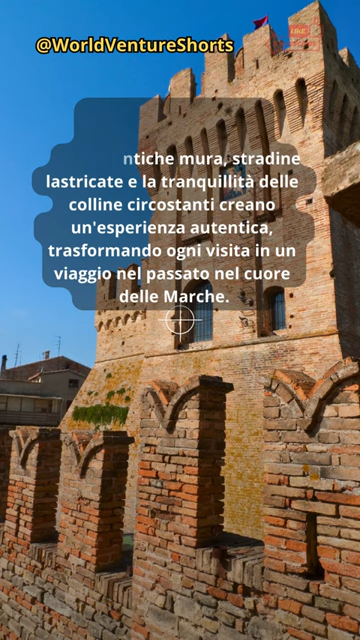 @WorldVentureShorts
LIKE
ntiche mura, stradine
lastricate e la tranquillità delle
colline circostanti creano
un'esperienza autentica,
trasformando ogni visita in un
viaggio nel passato nel cuore
delle Marche.